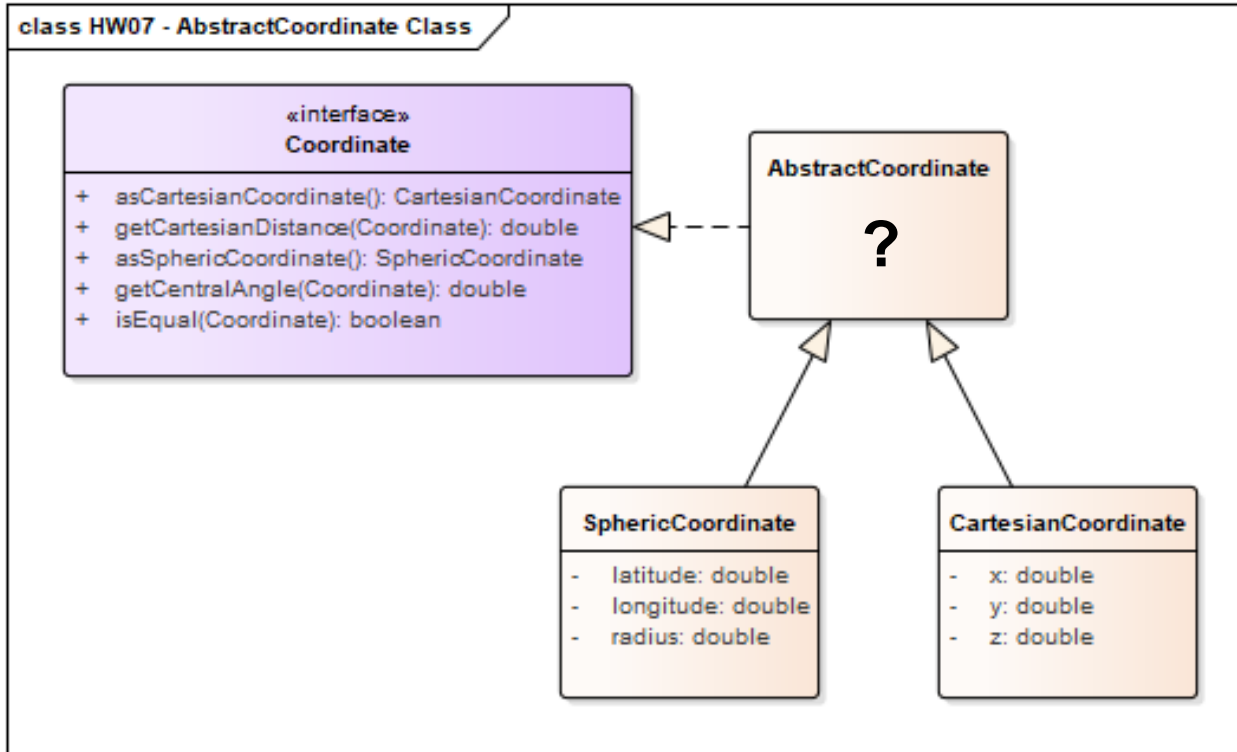 class HW07 - AbstractCoordinate Class
«interface»
Coordinate
+ asCartesianCoordinate(): CartesianCoordinate
+ getCartesianDistance(Coordinate): double
+ asSphericCoordinate(): SphericCoordinate
+ getCentralAngle(Coordinate): double
+ isEqual(Coordinate): boolean
AbstractCoordinate
?
SphericCoordinate
- latitude: double
- longitude: double
- radius: double
CartesianCoordinate
- x: double
- y: double
- z: double